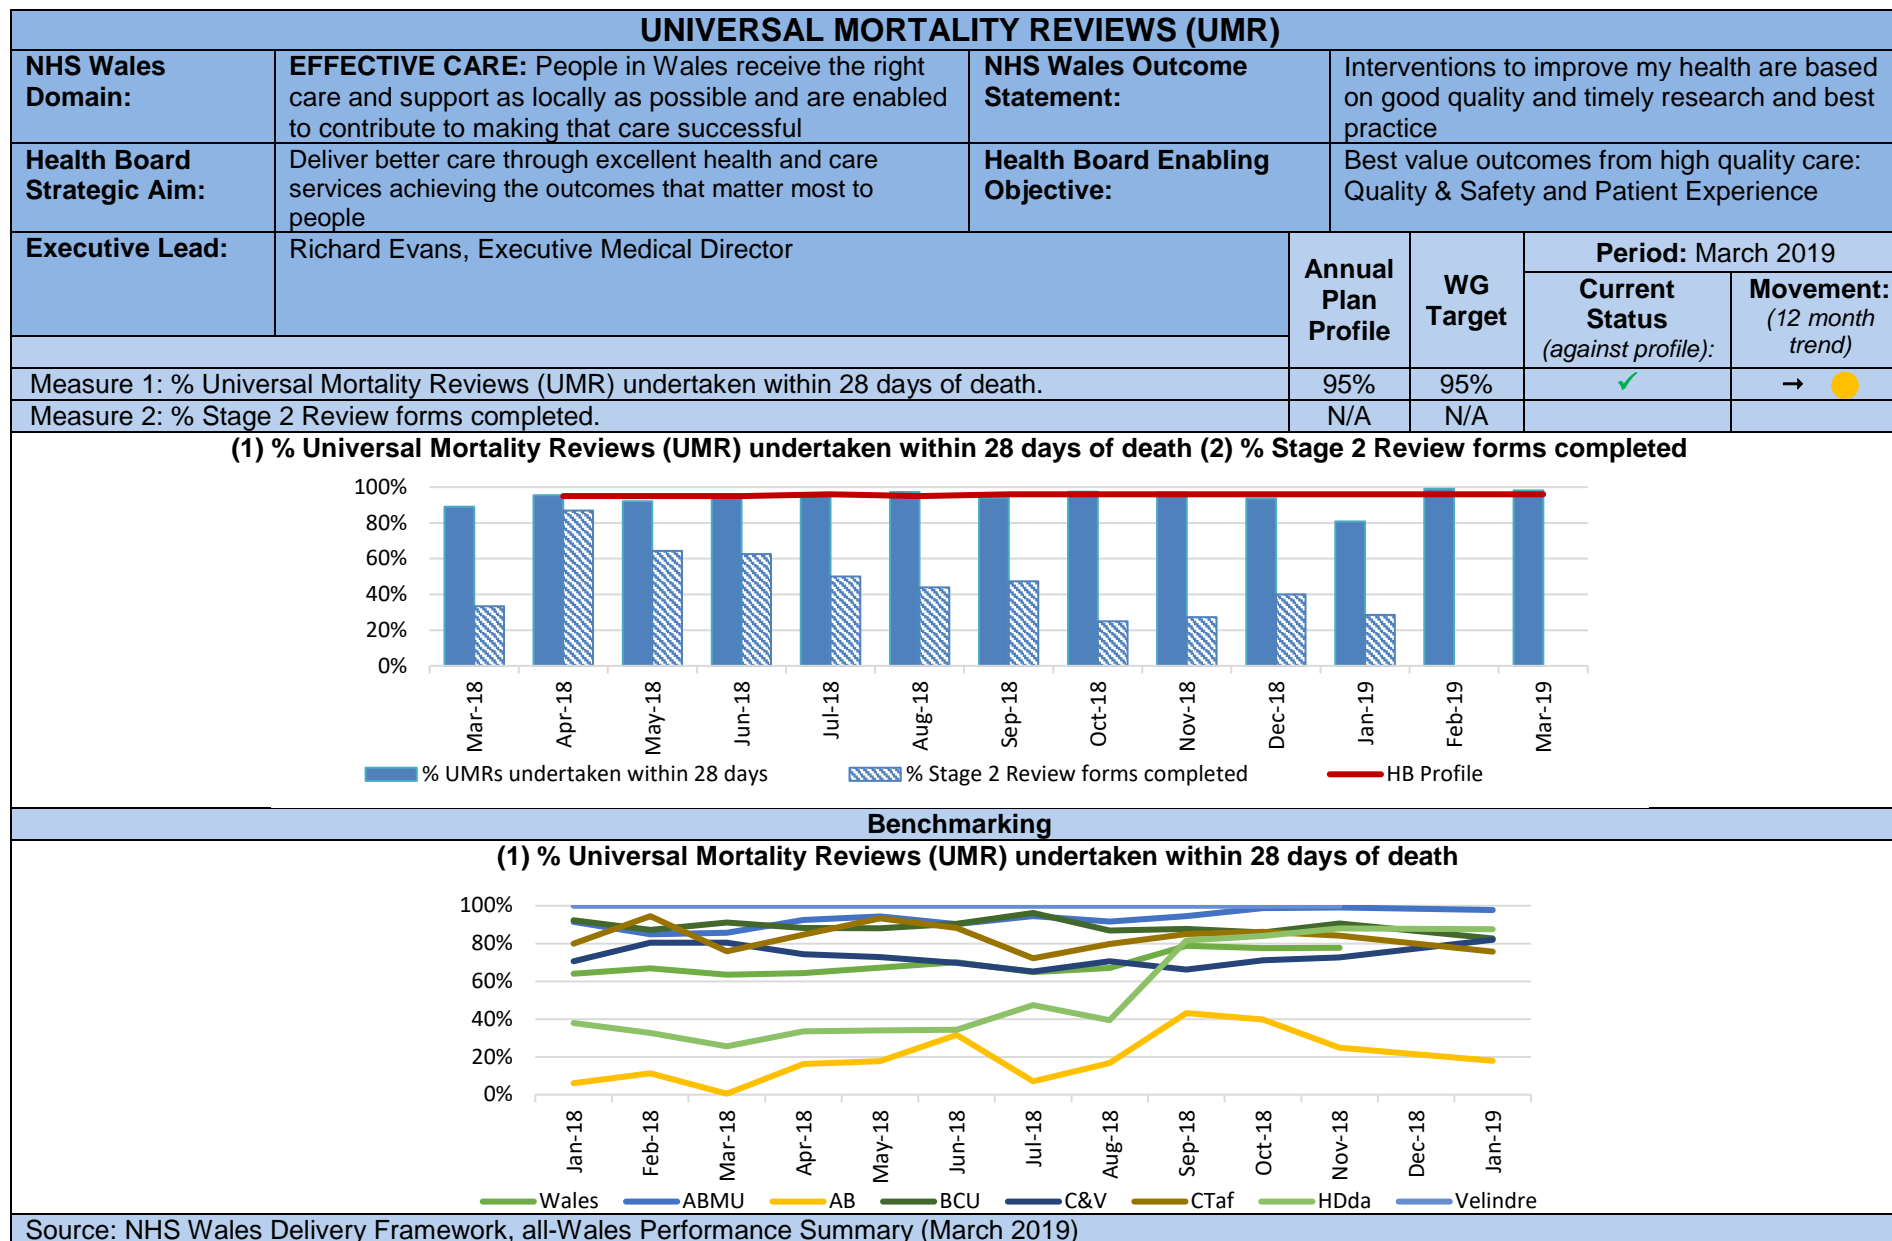 UNIVERSAL MORTALITY REVIEWS (UMR)
NHS Wales
Domain:
EFFECTIVE CARE: People in Wales receive the right
care and support as locally as possible and are enabled
to contribute to making that care successful
NHS Wales Outcome
Statement:
Interventions to improve my health are based
on good quality and timely research and best
practice
Health Board
Strategic Aim:
Deliver better care through excellent health and care
services achieving the outcomes that matter most to
people
Health Board Enabling
Objective:
Best value outcomes from high quality care:
Quality & Safety and Patient Experience
Executive Lead:
Richard Evans, Executive Medical Director
Annual
Plan
Profile
WG
Target
Period: March 2019
Current
Status
(against profile):
Movement:
(12 month
trend)
Measure 1: % Universal Mortality Reviews (UMR) undertaken within 28 days of death.
95%
95%
✓
→
Measure 2: % Stage 2 Review forms completed.
N/A
N/A
(1) % Universal Mortality Reviews (UMR) undertaken within 28 days of death (2) % Stage 2 Review forms completed
100%
80%
60%
40%
20%
0%
Mar-18
Apr-18
May-18
Jun-18
Jul-18
Aug-18
Sep-18
Oct-18
Nov-18
Dec-18
Jan-19
Feb-19
Mar-19
% UMRs undertaken within 28 days
% Stage 2 Review forms completed
HB Profile
Benchmarking
(1) % Universal Mortality Reviews (UMR) undertaken within 28 days of death
100%
80%
60%
40%
20%
0%
Jan-18
Feb-18
Mar-18
Apr-18
May-18
Jun-18
Jul-18
Aug-18
Sep-18
Oct-18
Nov-18
Dec-18
Jan-19
Wales
ABMU
AB
BCU
C&V
CTaf
HDda
Velindre
Source: NHS Wales Delivery Framework, all-Wales Performance Summary (March 2019)